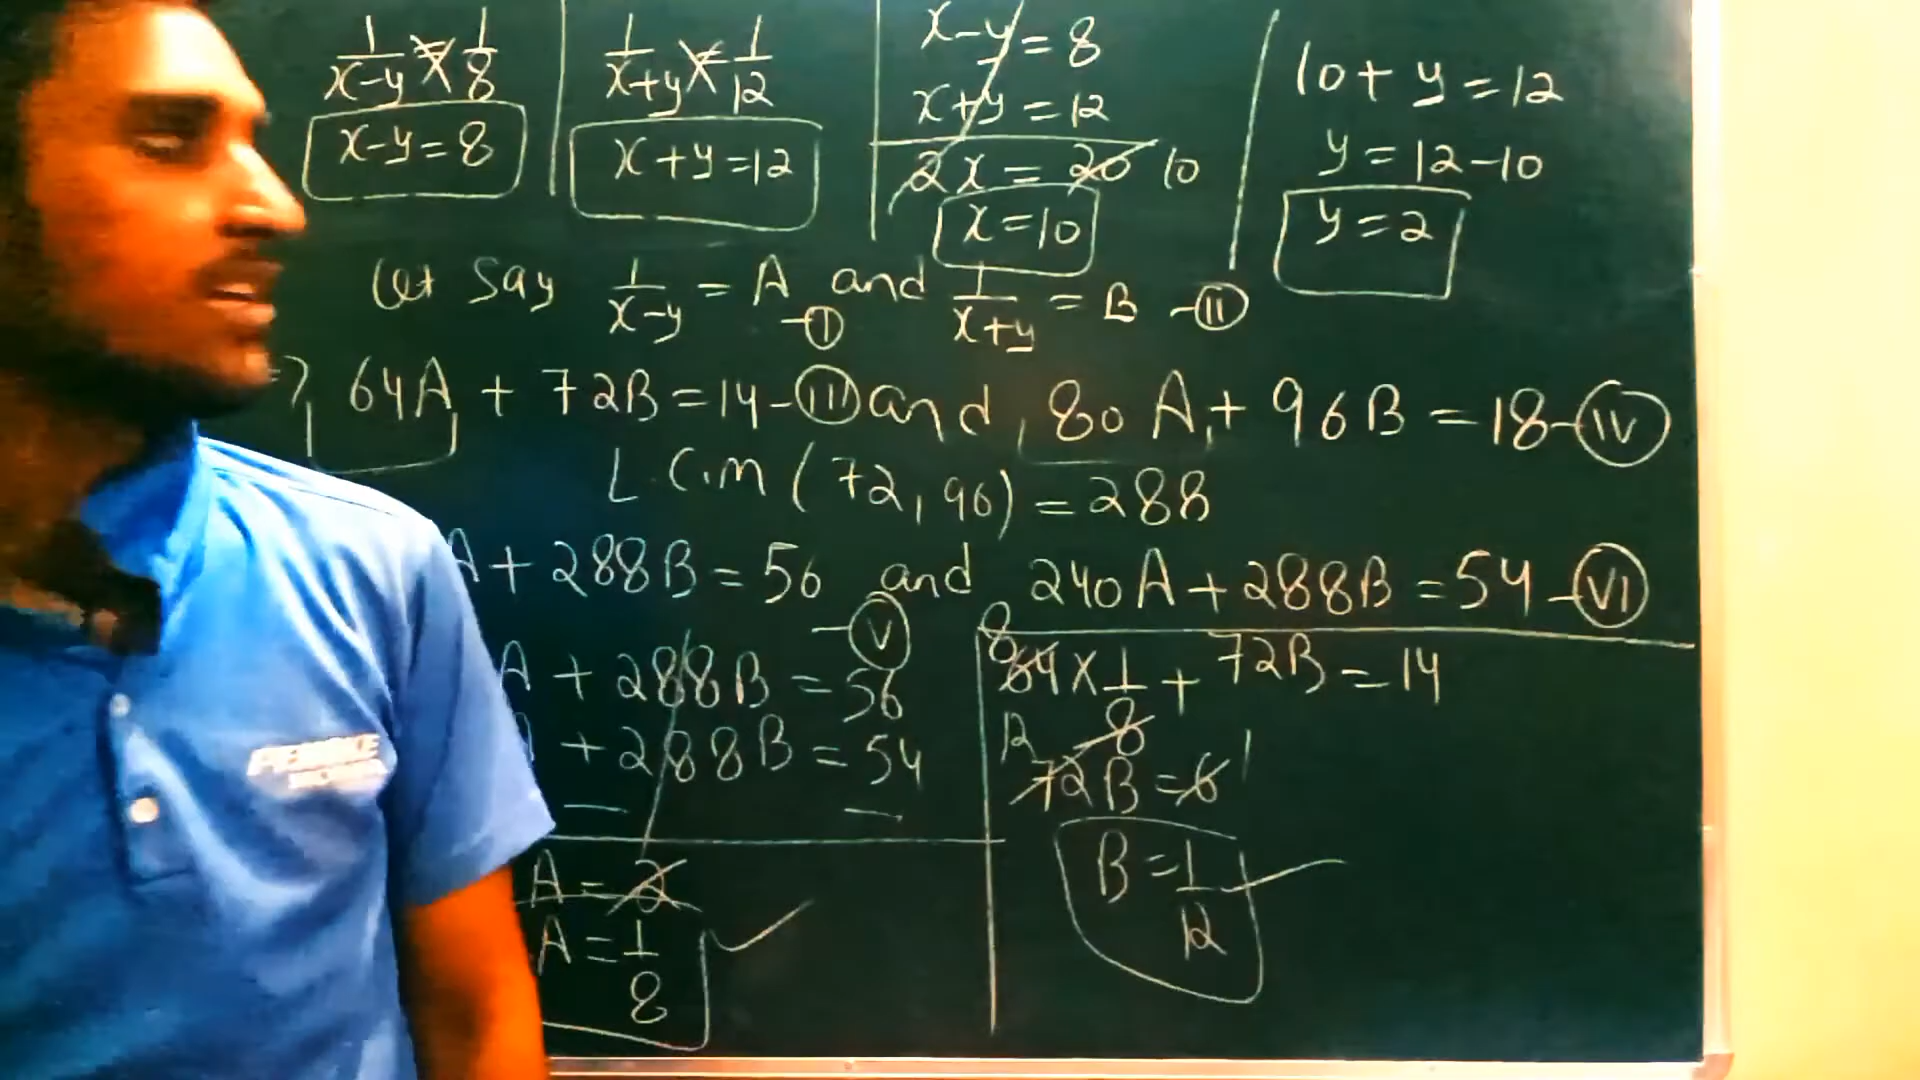 1/(x-y) = 1/8
x-y=8
1/(x+y) = 1/12
x+y=12
x-y=8
x+y=12
2x=20 10
x=10
10+y=12
y=12-10
y=2
Let Say 1/(x-y) = A -I and 1/(x+y) = B -II
=> 64A + 72B = 14 -III and 80A + 96B = 18 -IV
L.C.M (72, 96) = 288
A + 288B = 56 -V and 240A + 288B = 54 -VI
A + 288B = 56
+ 288B = 54
— —
A = 2
A = 1/8
8
64 × 1/8 + 72B = 14
12
72B = 6 1
B = 1/12